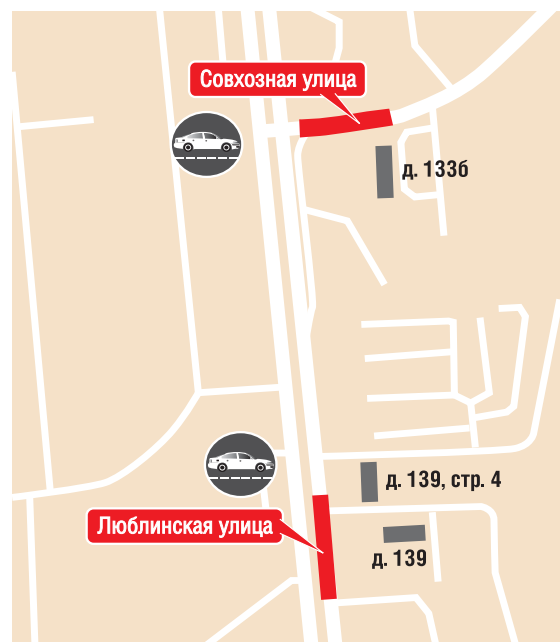 Совхозная улица
д. 133б
д. 139, стр. 4
Люблинская улица
д. 139